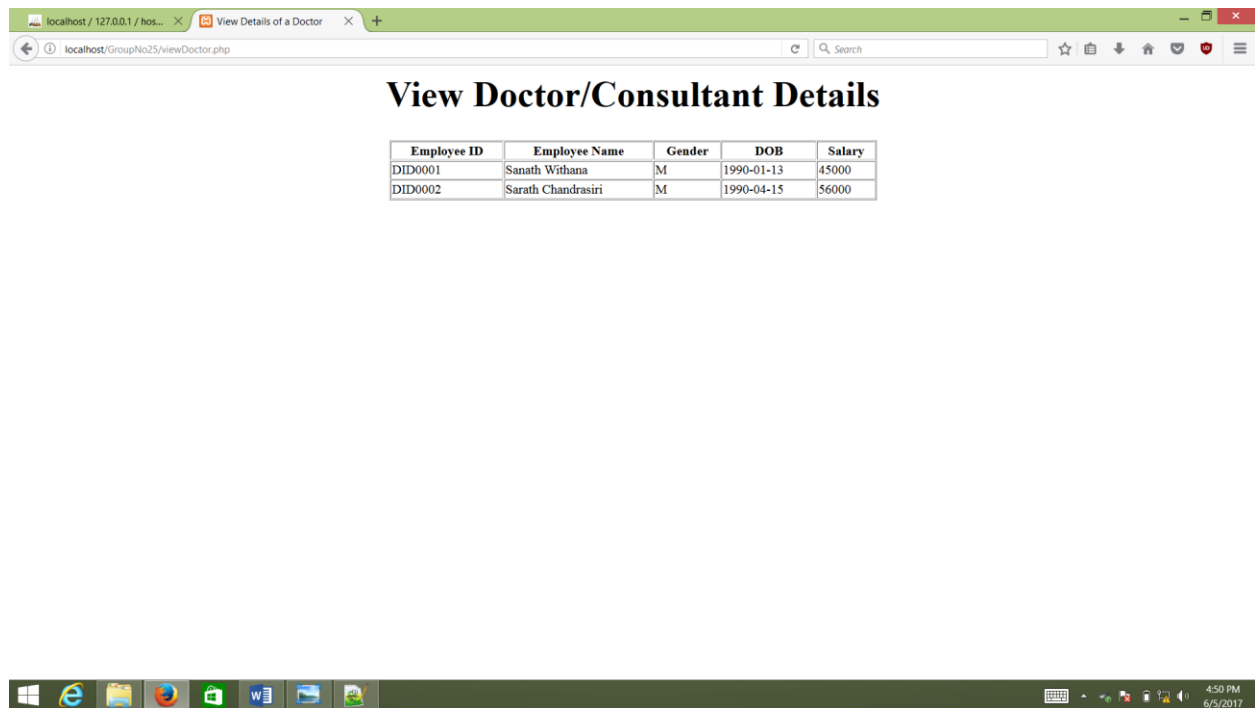 localhost / 127.0.0.1 / hos...
View Details of a Doctor
localhost/GroupNo25/viewDoctor.php
Search
View Doctor/Consultant Details
Employee ID Employee Name Gender DOB Salary
DID0001 Sanath Withana M 1990-01-13 45000
DID0002 Sarath Chandrasiri M 1990-04-15 56000
4:50 PM
6/5/2017